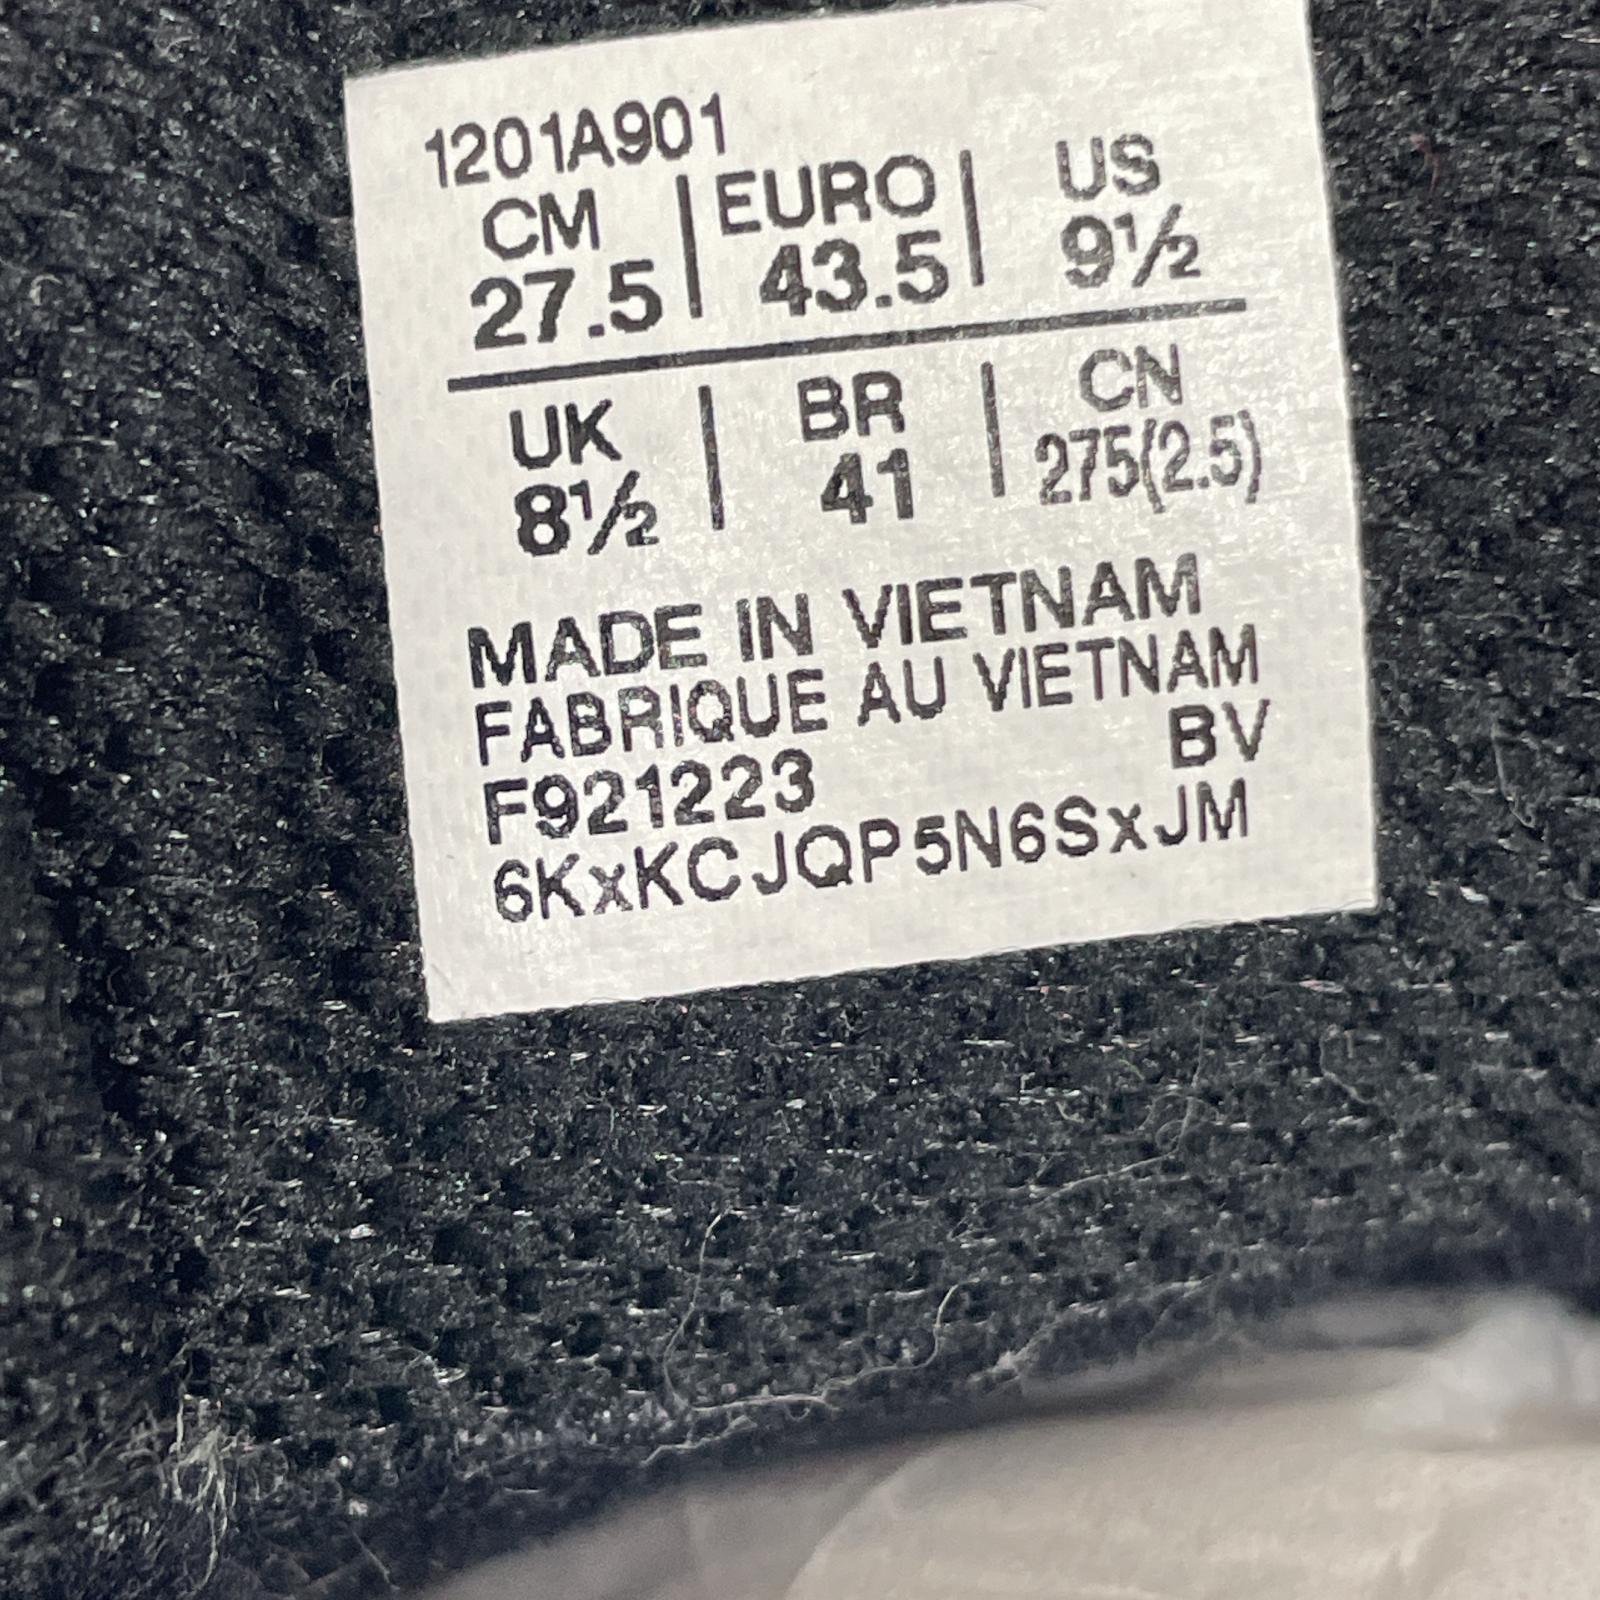 1201A901
CM | EURO | US
27.5 | 43.5 | 9½
UK | BR | CN
8½ | 41 | 275(2.5)
MADE IN VIETNAM
FABRIQUE AU VIETNAM
BV
F921223
6KxKCJQP5N6SxJM